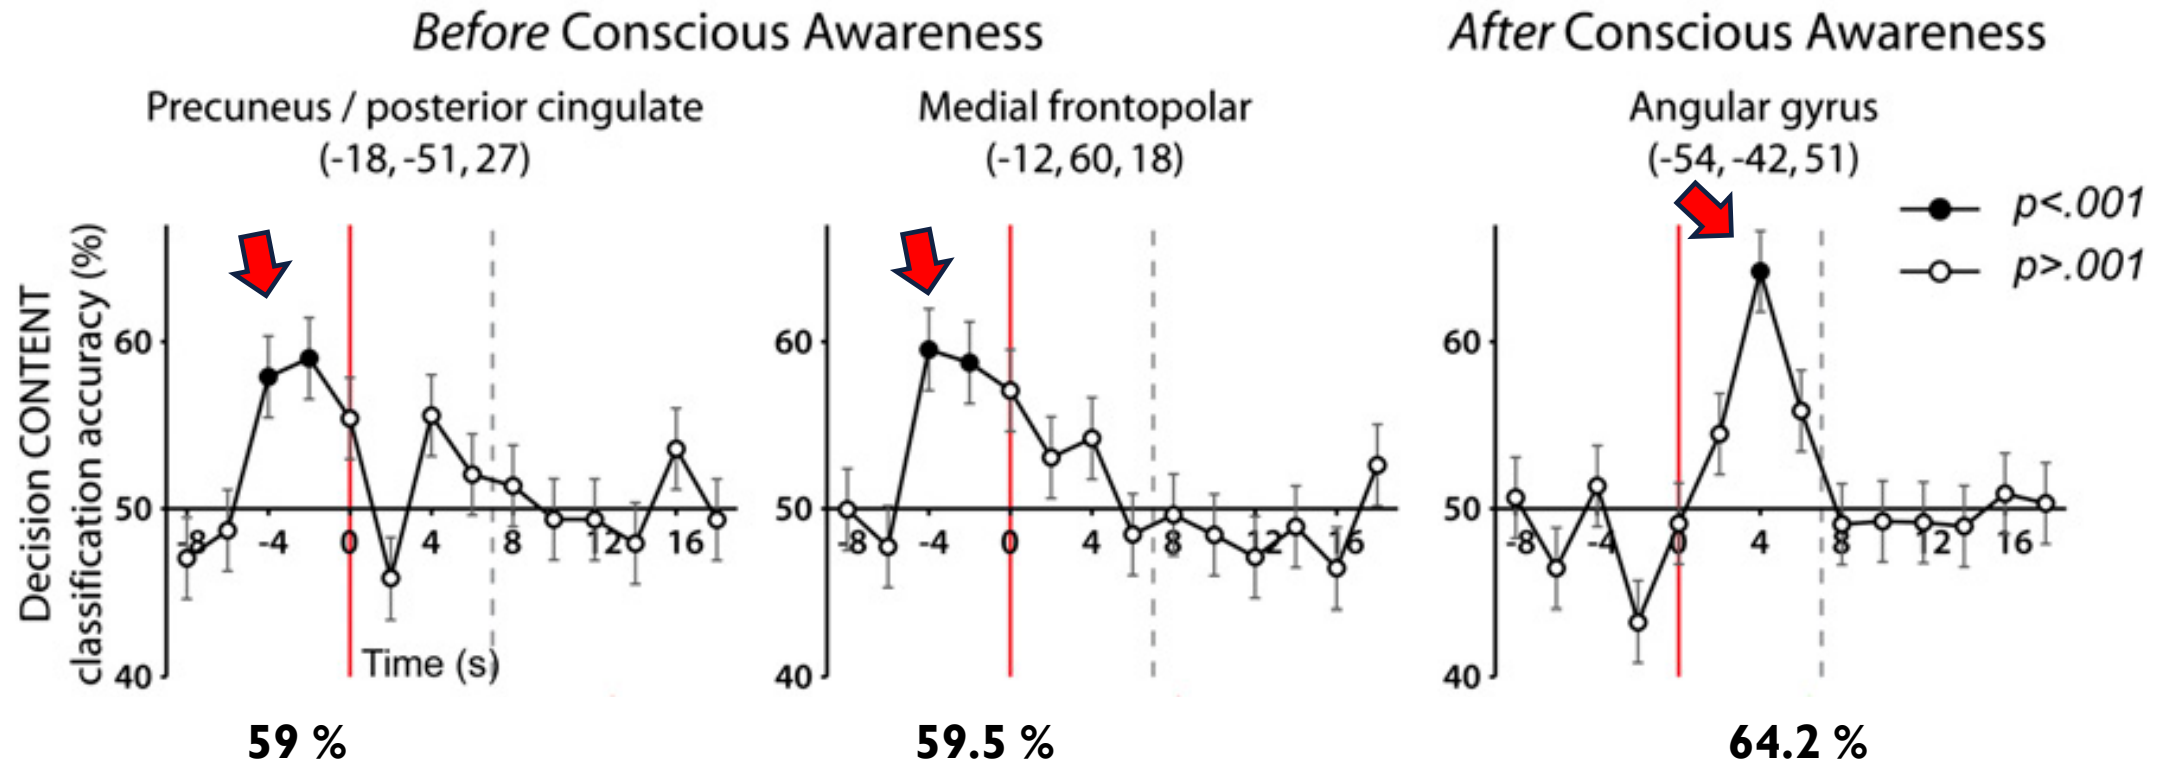 Before Conscious Awareness
After Conscious Awareness
Precuneus / posterior cingulate
(-18, -51, 27)
Medial frontopolar
(-12, 60, 18)
Angular gyrus
(-54, -42, 51)
p<.001
p>.001
Decision CONTENT
classification accuracy (%)
60
50
40
-8 -4 0 4 8 12 16
Time (s)
60
50
40
-8 -4 0 4 8 12 16
60
50
40
-8 -4 0 4 8 12 16
59 %
59.5 %
64.2 %